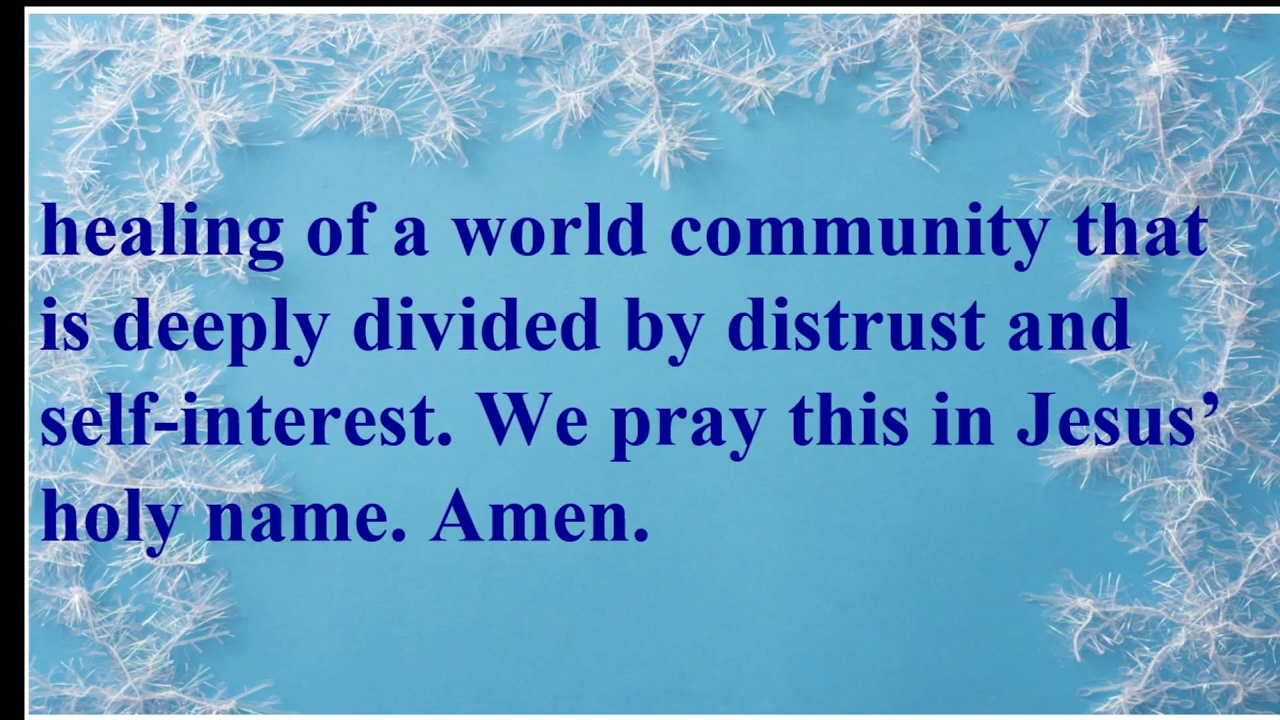 healing of a world community that
is deeply divided by distrust and
self-interest. We pray this in Jesus’
holy name. Amen.